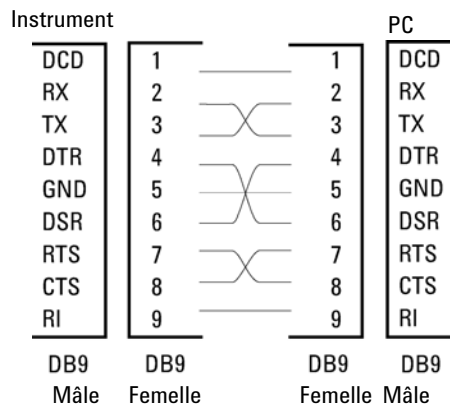 Instrument PC
DCD 1 1 DCD
RX 2 2 RX
TX 3 3 TX
DTR 4 4 DTR
GND 5 5 GND
DSR 6 6 DSR
RTS 7 7 RTS
CTS 8 8 CTS
RI 9 9 RI
DB9 DB9 DB9 DB9
Mâle Femelle Femelle Mâle